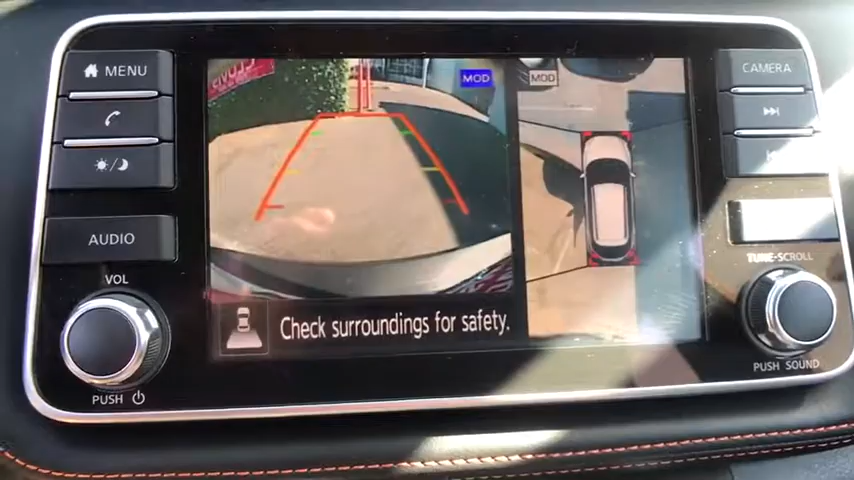 MENU
AUDIO
VOL
PUSH
MOD
MOD
Check surroundings for safety.
CAMERA
TUNE·SCROLL
PUSH SOUND